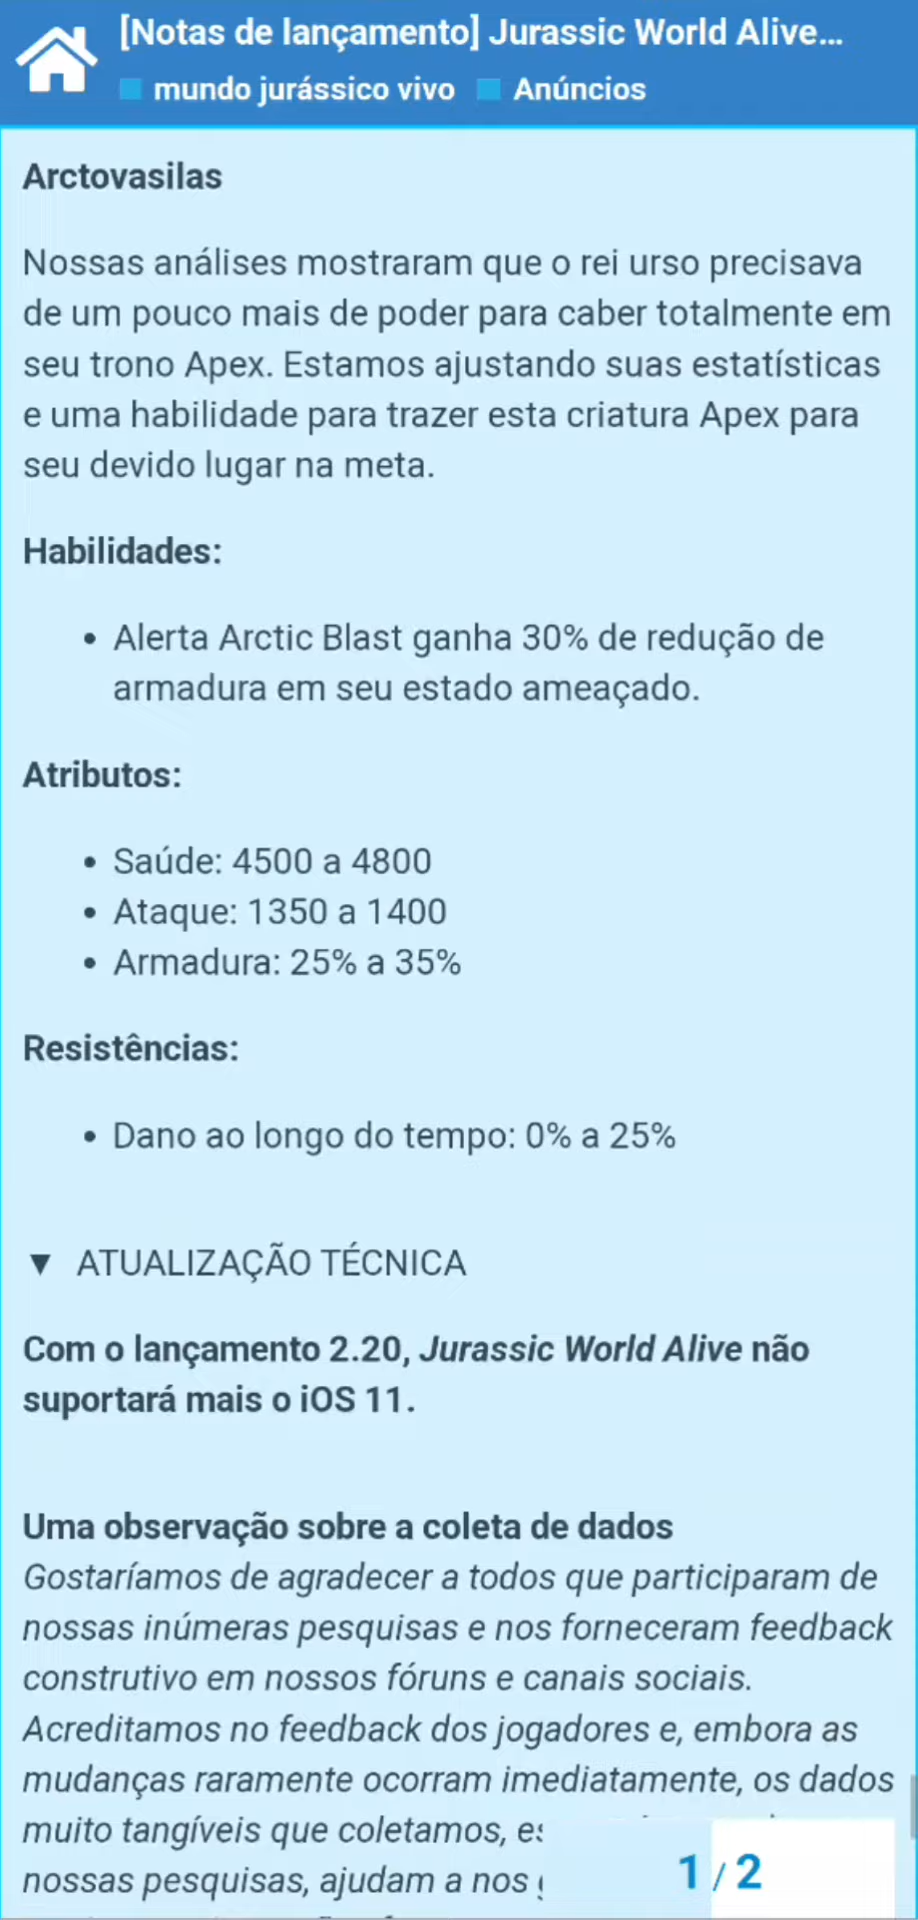 [Notas de lançamento] Jurassic World Alive...
mundo jurássico vivo Anúncios
Arctovasilas
Nossas análises mostraram que o rei urso precisava
de um pouco mais de poder para caber totalmente em
seu trono Apex. Estamos ajustando suas estatísticas
e uma habilidade para trazer esta criatura Apex para
seu devido lugar na meta.
Habilidades:
• Alerta Arctic Blast ganha 30% de redução de
armadura em seu estado ameaçado.
Atributos:
• Saúde: 4500 a 4800
• Ataque: 1350 a 1400
• Armadura: 25% a 35%
Resistências:
• Dano ao longo do tempo: 0% a 25%
▼ ATUALIZAÇÃO TÉCNICA
Com o lançamento 2.20, Jurassic World Alive não
suportará mais o iOS 11.
Uma observação sobre a coleta de dados
Gostaríamos de agradecer a todos que participaram de
nossas inúmeras pesquisas e nos forneceram feedback
construtivo em nossos fóruns e canais sociais.
Acreditamos no feedback dos jogadores e, embora as
mudanças raramente ocorram imediatamente, os dados
muito tangíveis que coletamos,
nossas pesquisas, ajudam a nos
1 / 2